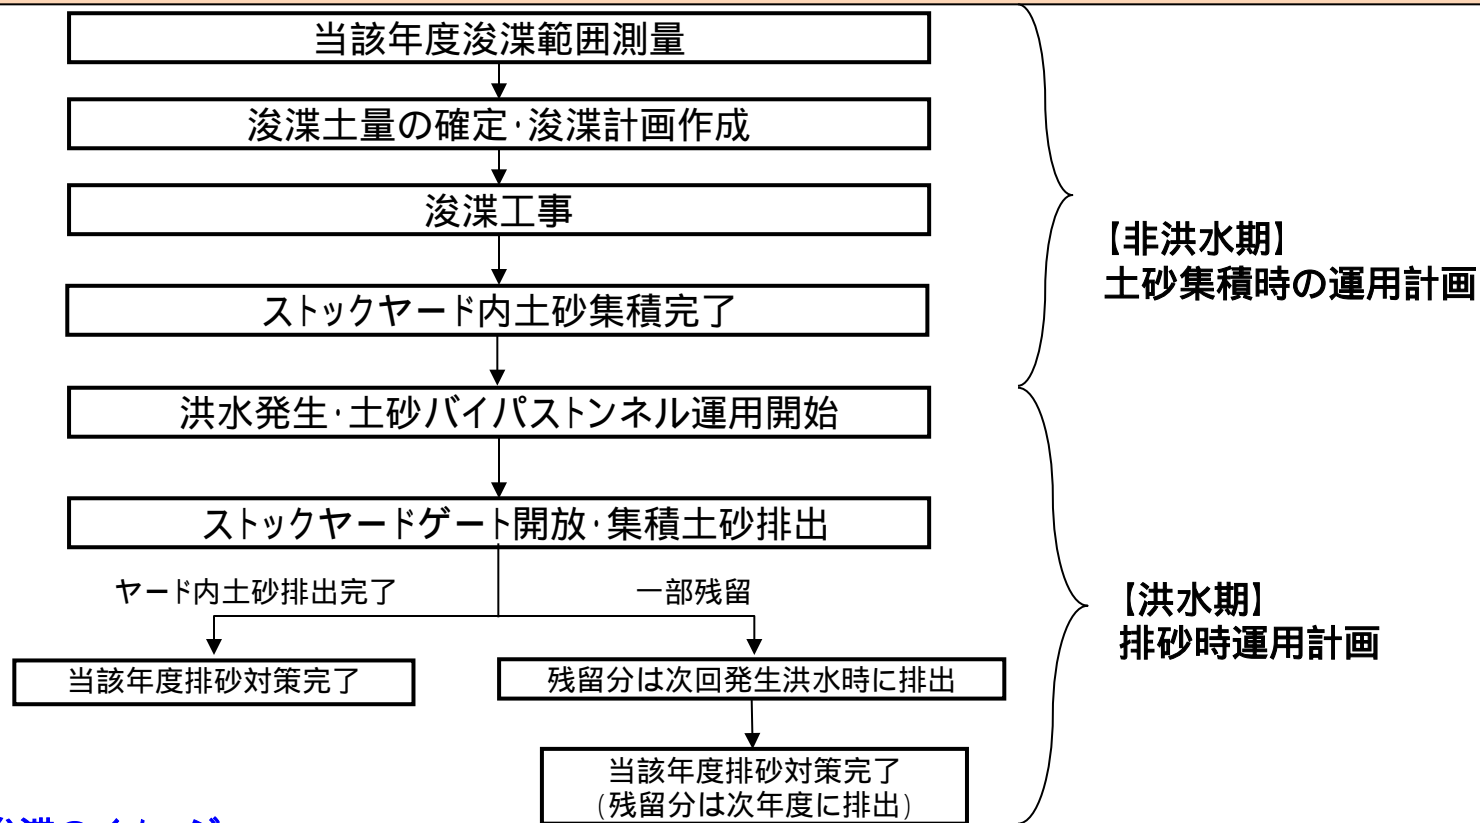 当該年度浚渫範囲測量
浚渫土量の確定・浚渫計画作成
浚渫工事
【非洪水期】
土砂集積時の運用計画
ストックヤード内土砂集積完了
洪水発生・土砂バイパストンネル運用開始
ストックヤードゲート開放・集積土砂排出
ヤード内土砂排出完了
一部残留
【洪水期】
排砂時運用計画
当該年度排砂対策完了
残留分は次回発生洪水時に排出
当該年度排砂対策完了
(残留分は次年度に排出)